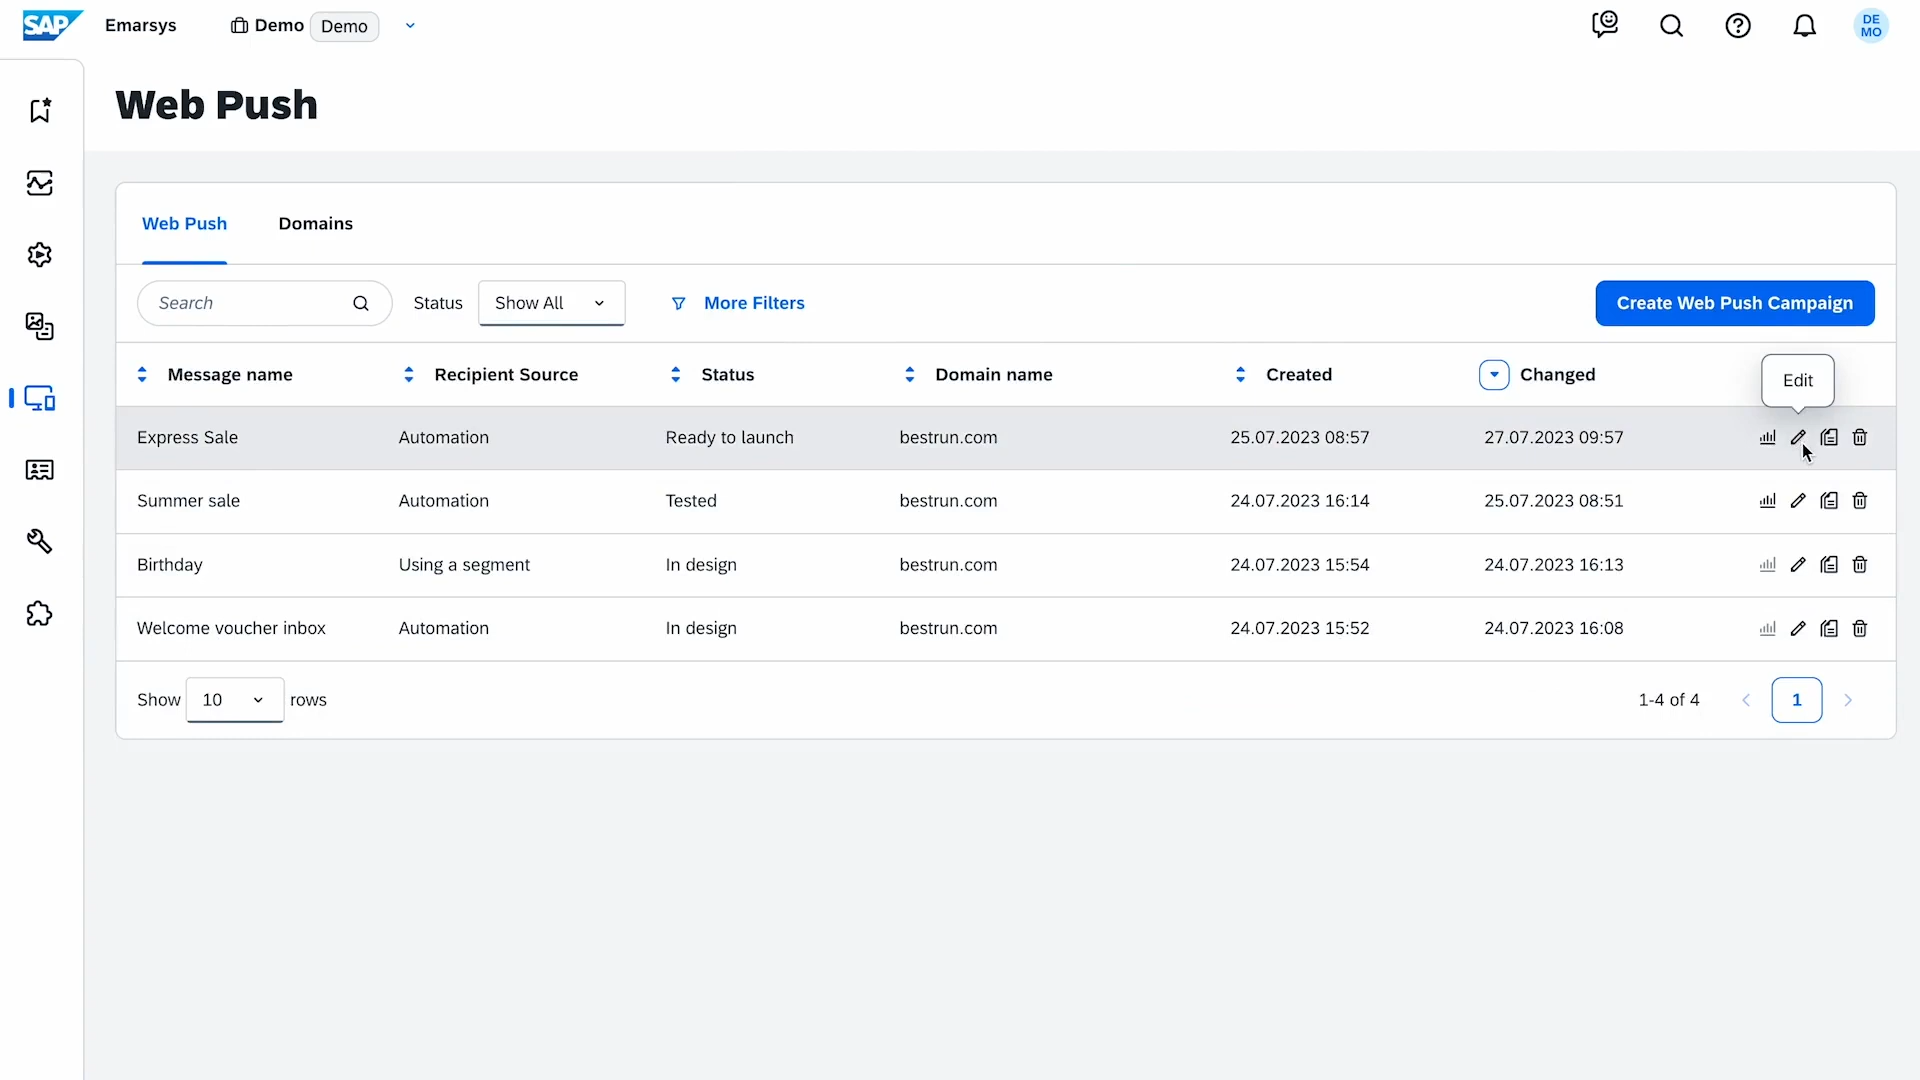 SAP Emarsys Demo Demo
DE
MO
Web Push
Web Push Domains
Search Status Show All More Filters Create Web Push Campaign
Message name Recipient Source Status Domain name Created Changed Edit
Express Sale Automation Ready to launch bestrun.com 25.07.2023 08:57 27.07.2023 09:57
Summer sale Automation Tested bestrun.com 24.07.2023 16:14 25.07.2023 08:51
Birthday Using a segment In design bestrun.com 24.07.2023 15:54 24.07.2023 16:13
Welcome voucher inbox Automation In design bestrun.com 24.07.2023 15:52 24.07.2023 16:08
Show 10 rows 1-4 of 4 1